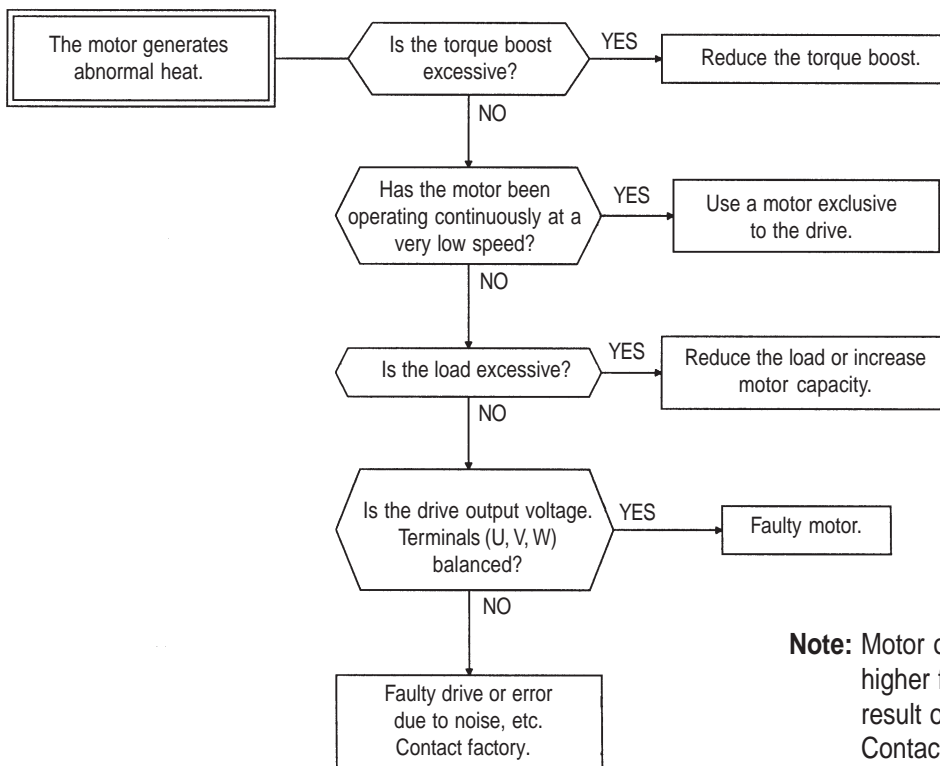 The motor generates
abnormal heat.
Is the torque boost
excessive?
YES
Reduce the torque boost.
NO
Has the motor been
operating continuously at a
very low speed?
YES
Use a motor exclusive
to the drive.
NO
Is the load excessive?
YES
Reduce the load or increase
motor capacity.
NO
Is the drive output voltage.
Terminals (U, V, W)
balanced?
YES
Faulty motor.
NO
Faulty drive or error
due to noise, etc.
Contact factory.
Note: Motor
higher
result
Contac